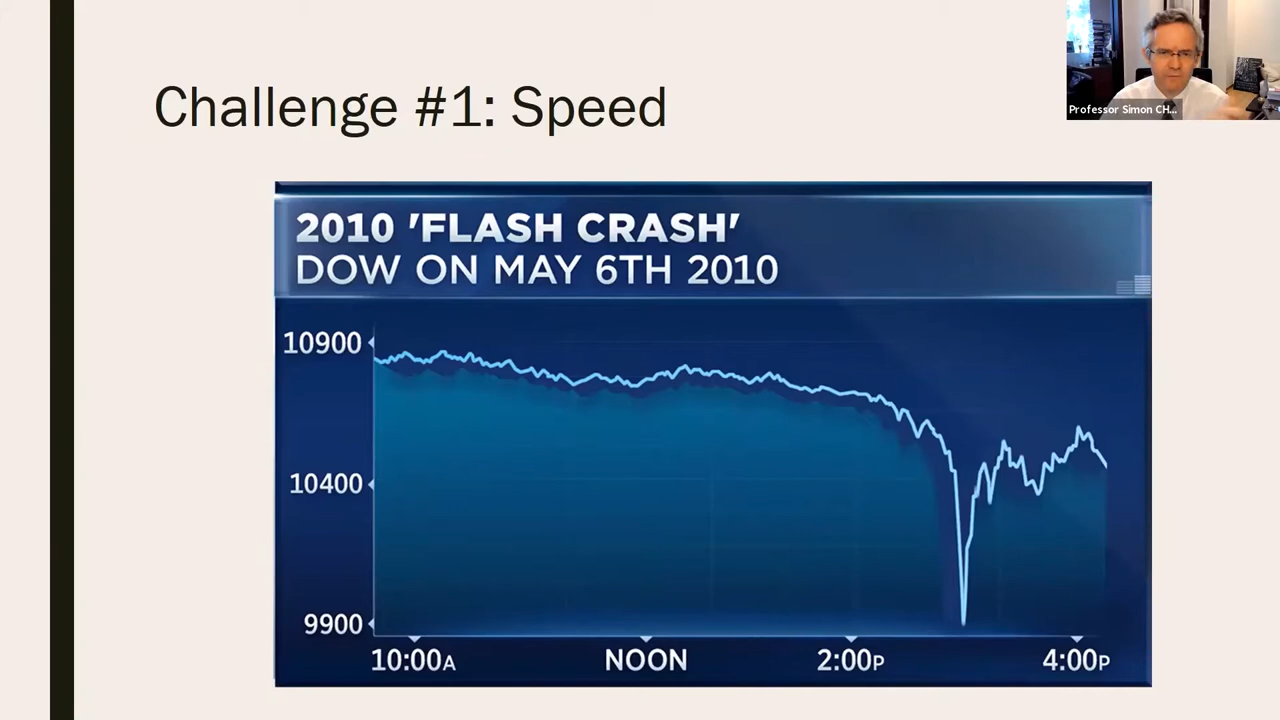 Challenge #1: Speed
Professor Simon CH...
2010 'FLASH CRASH'
DOW ON MAY 6TH 2010
10900
10400
9900
10:00A NOON 2:00P 4:00P